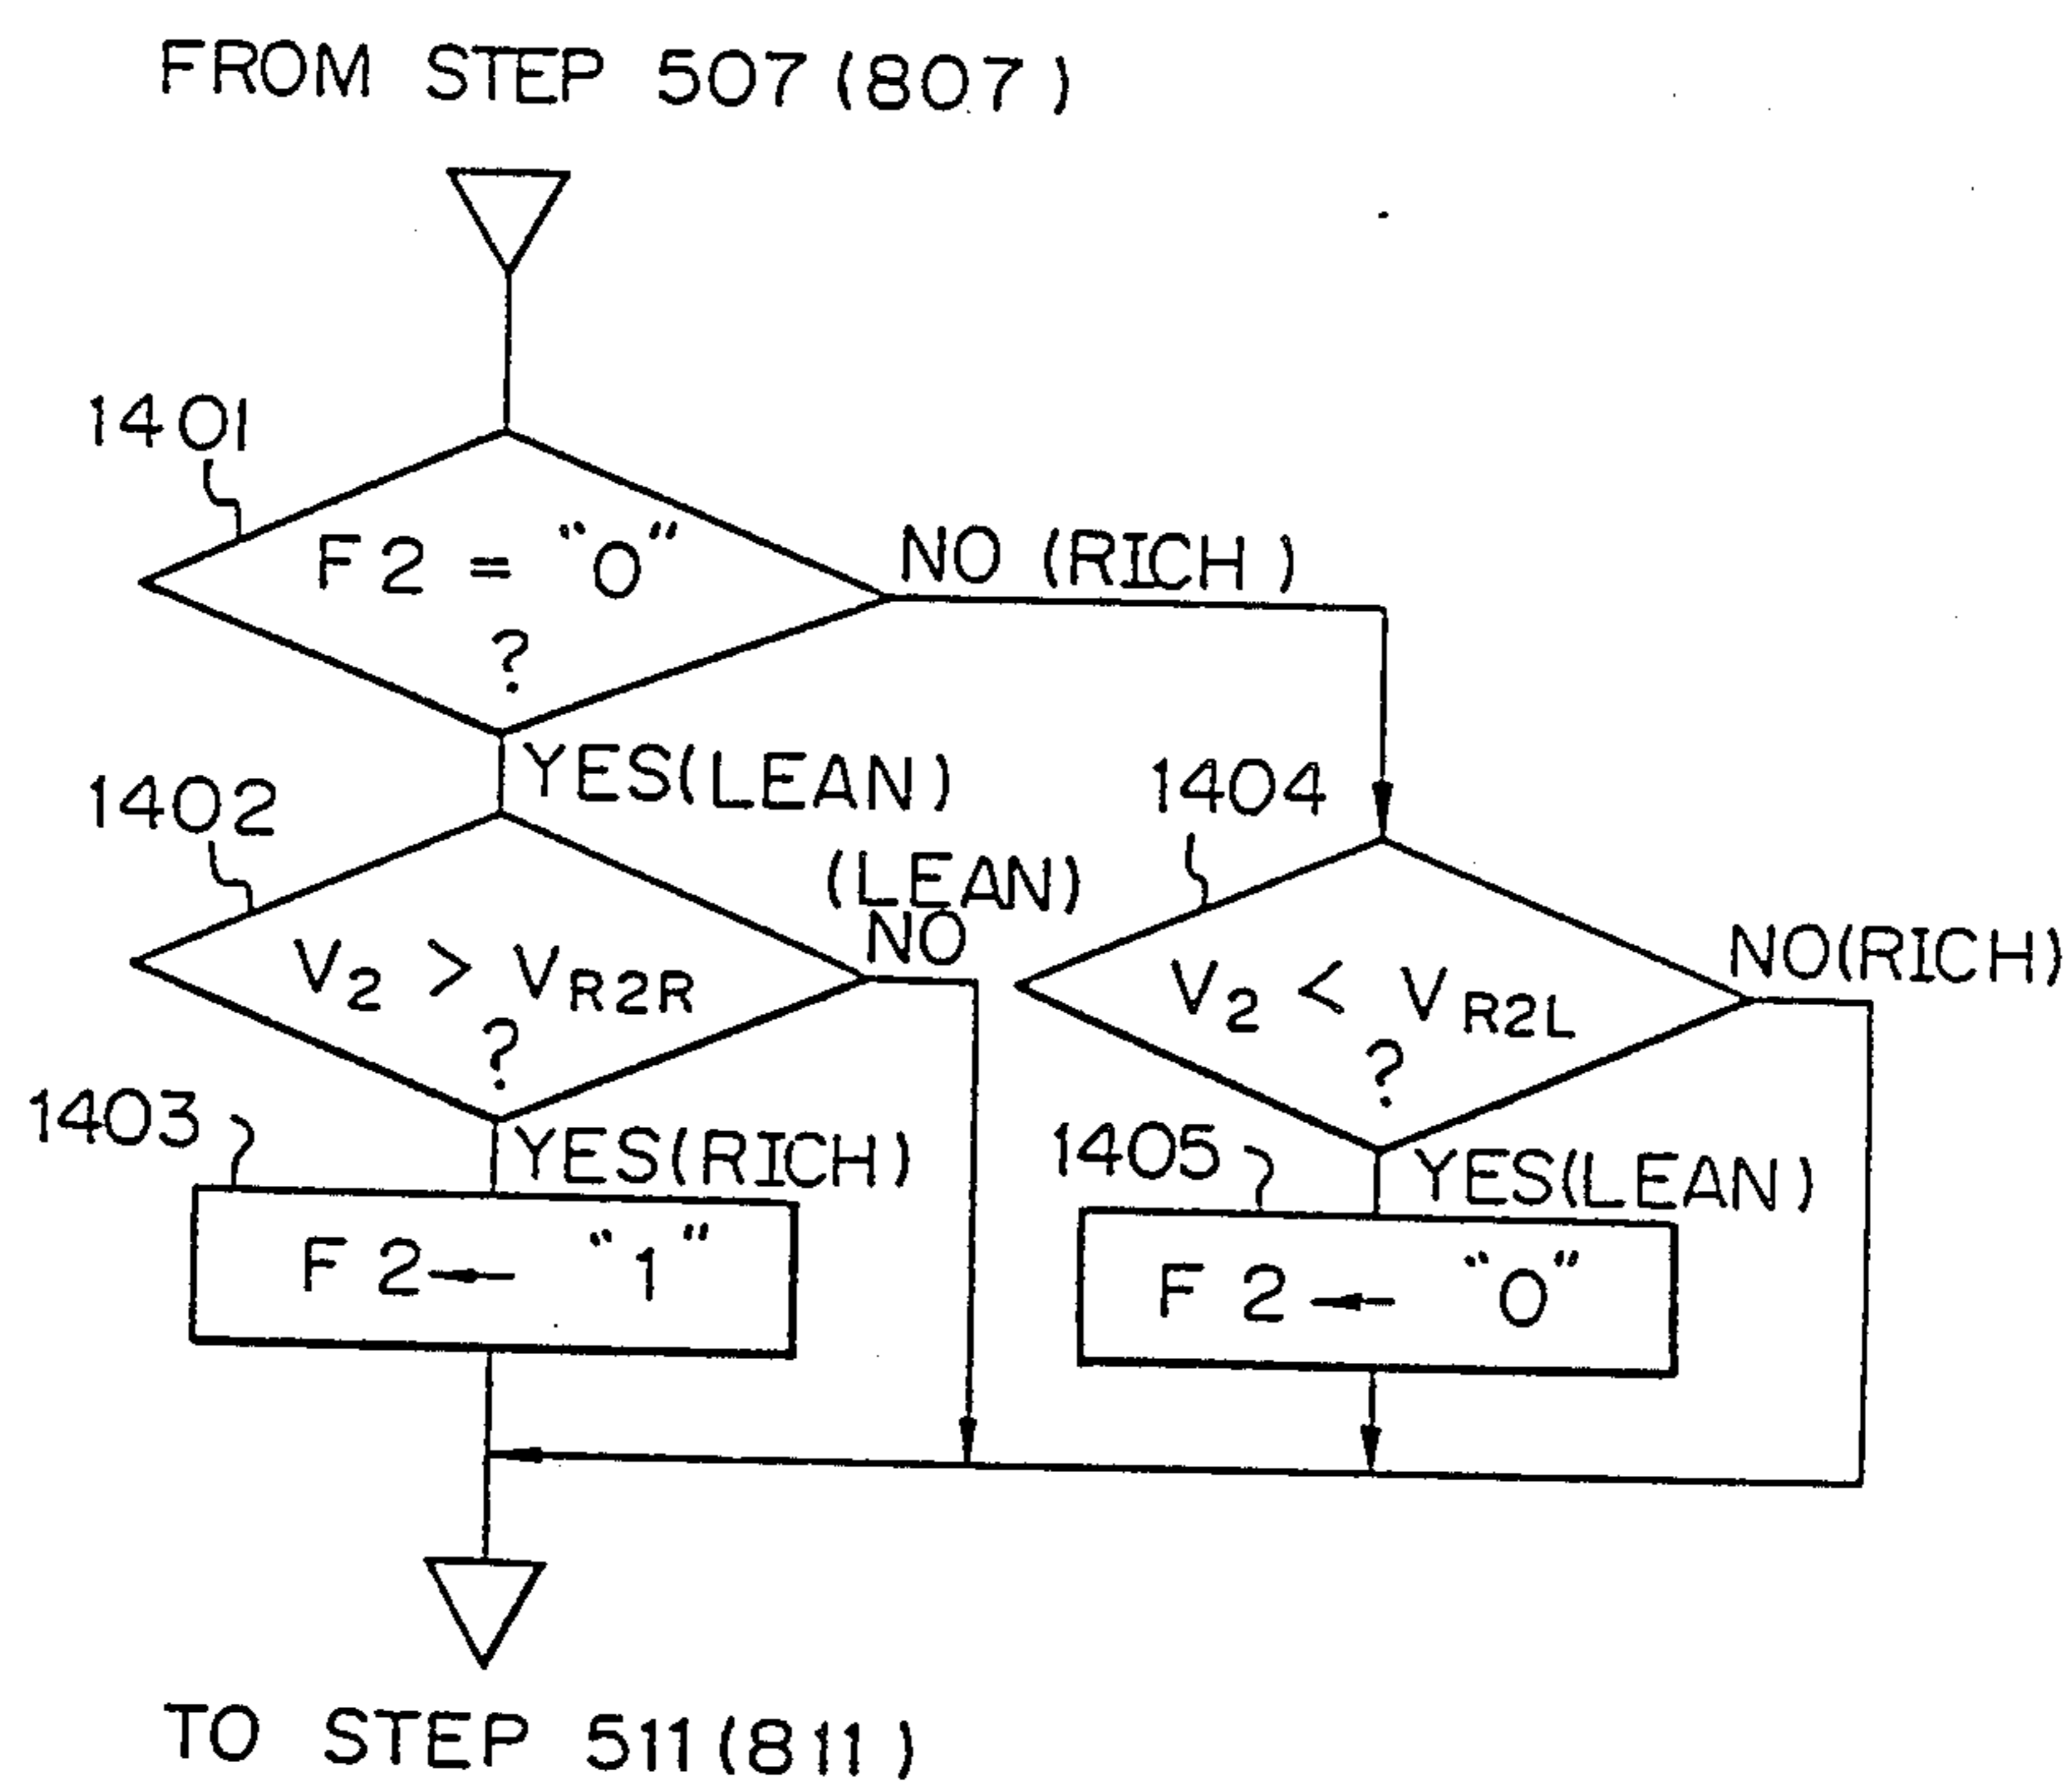 FROM STEP 507(807)
1401
F2 = "0"
?
NO (RICH)
YES(LEAN)
1402
V2 > VR2R
?
(LEAN)
NO
1404
V2 < VR2L
?
NO(RICH)
1403
YES(RICH)
F2← "1"
1405
YES(LEAN)
F2← "0"
TO STEP 511(811)